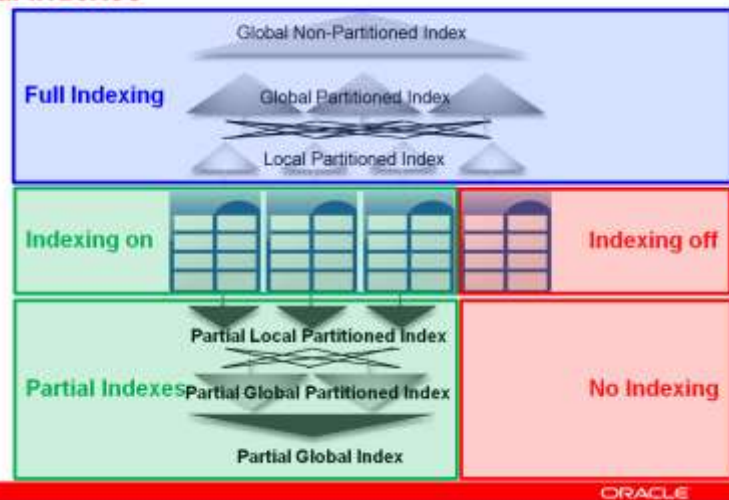 Global Non-Partitioned Index
Full Indexing
Global Partitioned Index
Local Partitioned Index
Indexing on
Indexing off
Partial Local Partitioned Index
Partial Indexes
Partial Global Partitioned Index
No Indexing
Partial Global Index
ORACLE